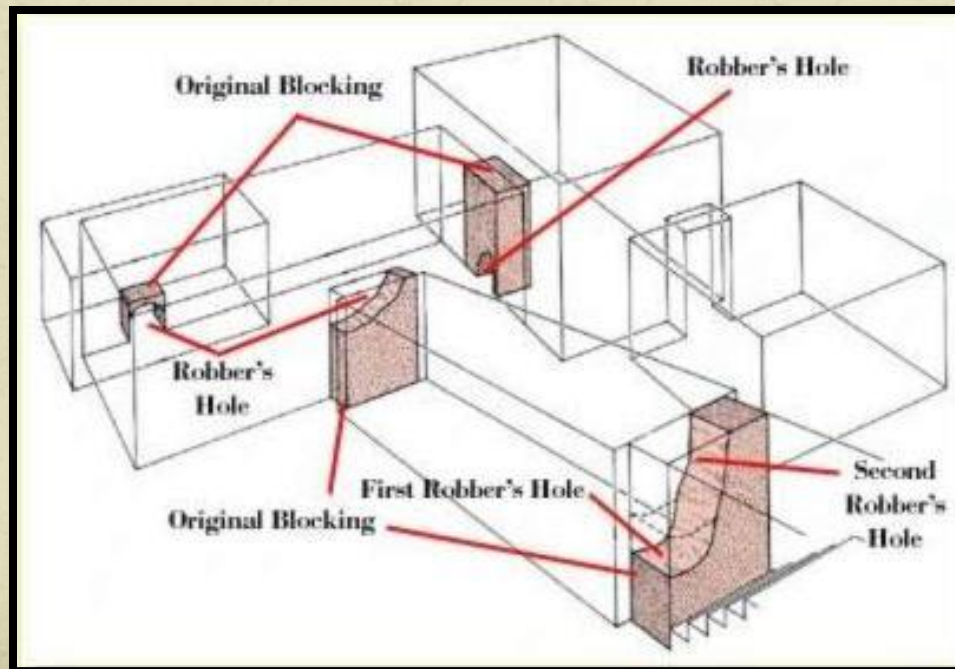 Original Blocking
Robber's Hole
Robber's
Hole
First Robber's Hole
Original Blocking
Second
Robber's
Hole